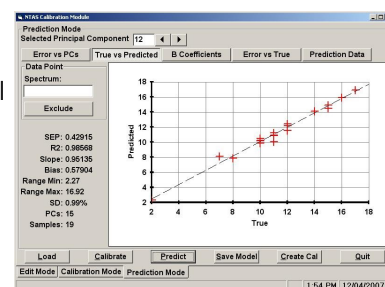 NTAS Calibration Module
Prediction Mode
Selected Principal Component 12
Error vs PCs True vs Predicted B Coefficients Error vs True Prediction Data
Data Point
Spectrum:
Exclude
SEP: 0.42915
R2: 0.98568
Slope: 0.95135
Bias: 0.57904
Range Min: 2.27
Range Max: 16.92
SD: 0.99%
PCs: 15
Samples: 19
Predicted
18
16
14
12
10
8
6
4
2
2 4 6 8 10 12 14 16 18
True
Load Calibrate Predict Save Model Create Cal Quit
Edit Mode Calibration Mode Prediction Mode
1:54 PM 12/04/2007